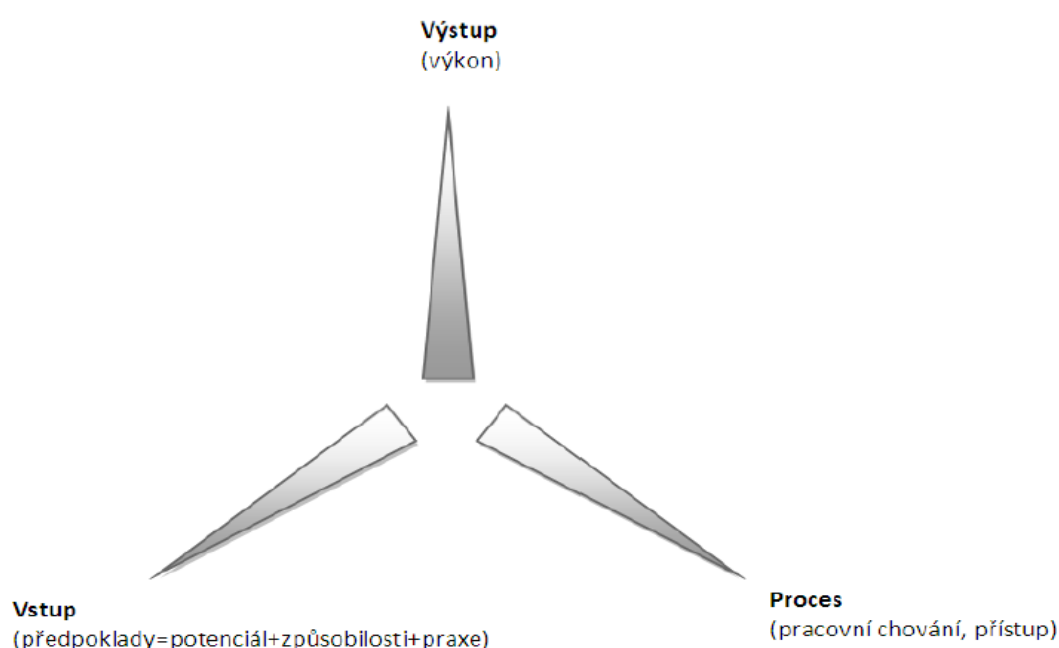 Výstup
(výkon)
Vstup
(předpoklady=potenciál+způsobilosti+praxe)
Proces
(pracovní chování, přístup)